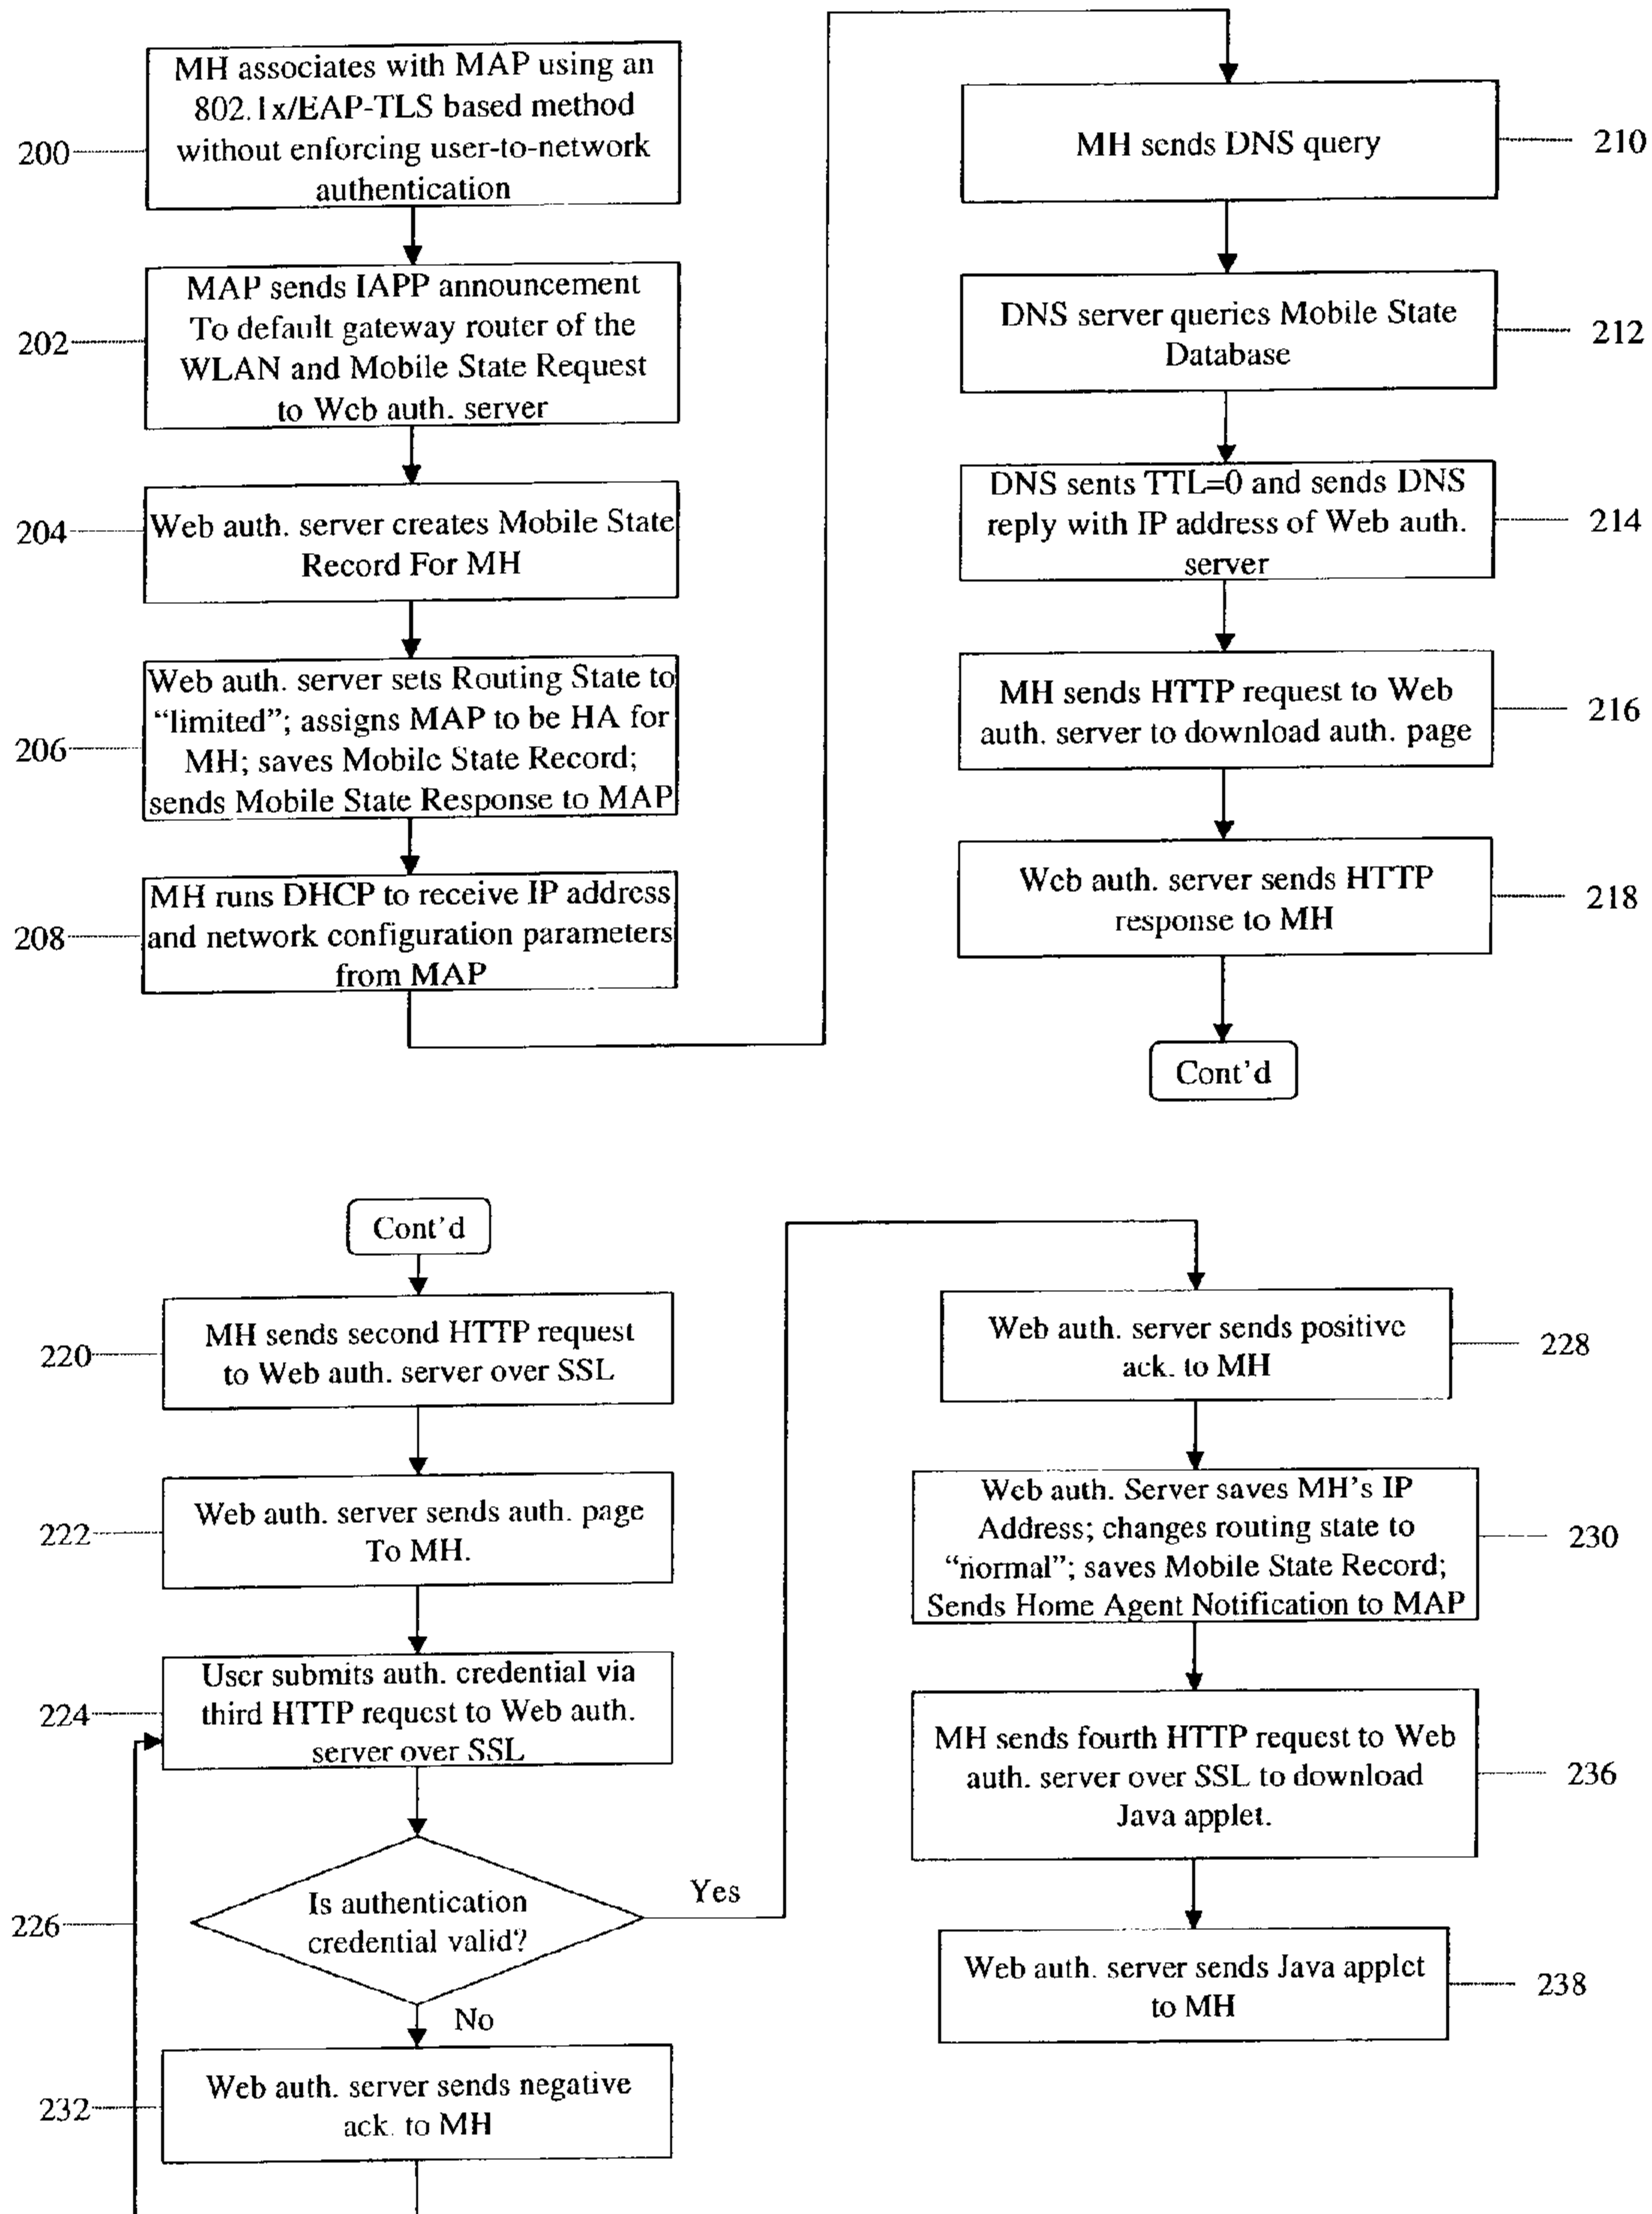 MH associates with MAP using an
802.1x/EAP-TLS based method
without enforcing user-to-network
authentication
200
MAP sends IAPP announcement
To default gateway router of the
WLAN and Mobile State Request
to Web auth. server
202
Web auth. server creates Mobile State
Record For MH
204
Web auth. server sets Routing State to
“limited”; assigns MAP to be HA for
MH; saves Mobile State Record;
sends Mobile State Response to MAP
206
MH runs DHCP to receive IP address
and network configuration parameters
from MAP
208
MH sends DNS query
210
DNS server queries Mobile State
Database
212
DNS sents TTL=0 and sends DNS
reply with IP address of Web auth.
server
214
MH sends HTTP request to Web
auth. server to download auth. page
216
Web auth. server sends HTTP
response to MH
218
Cont’d
Cont’d
MH sends second HTTP request
to Web auth. server over SSL
220
Web auth. server sends auth. page
To MH.
222
User submits auth. credential via
third HTTP request to Web auth.
server over SSL
224
Is authentication
credential valid?
226
Yes
No
Web auth. server sends negative
ack. to MH
232
Web auth. server sends positive
ack. to MH
228
Web auth. Server saves MH’s IP
Address; changes routing state to
“normal”; saves Mobile State Record;
Sends Home Agent Notification to MAP
230
MH sends fourth HTTP request to Web
auth. server over SSL to download
Java applet.
236
Web auth. server sends Java applet
to MH
238